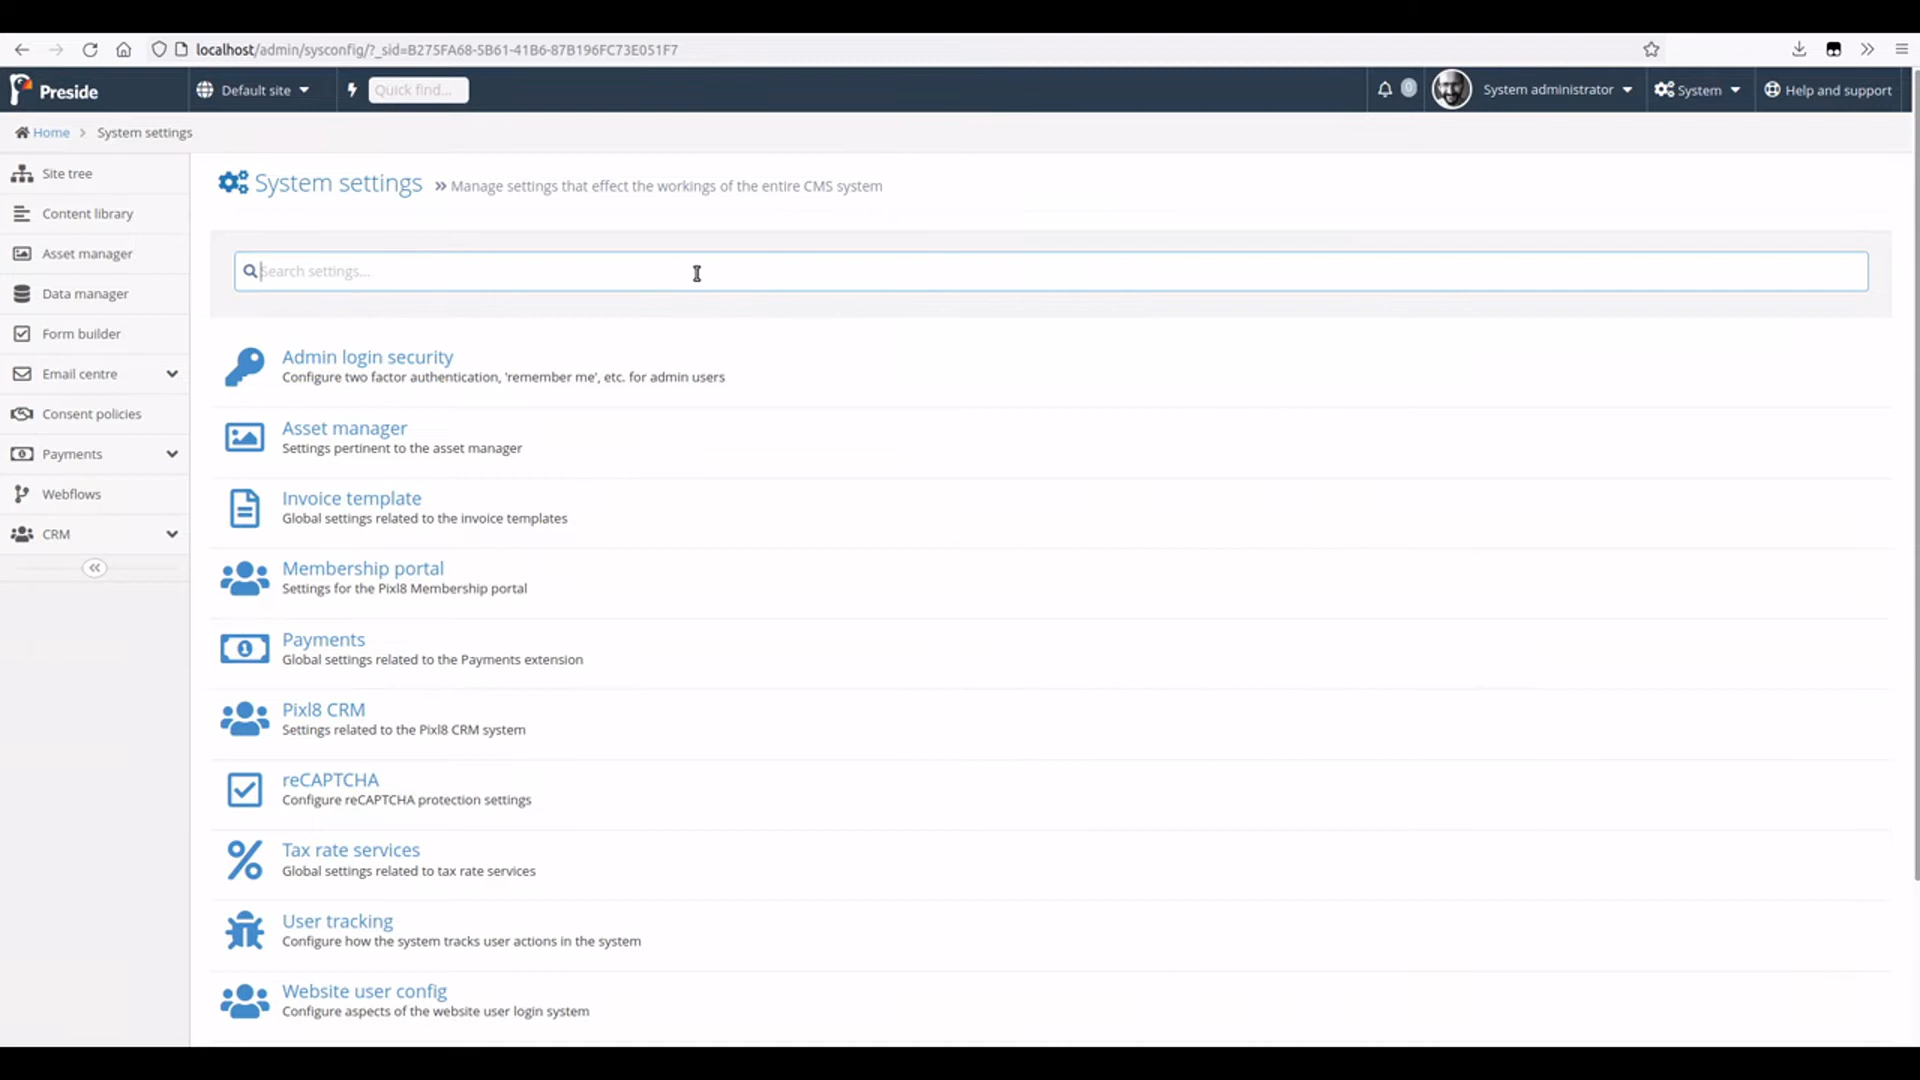 localhost/admin/sysconfig/?_sid=B275FA68-5B61-41B6-87B196FC73E051F7
Preside
Default site
Quick find...
0
System administrator
System
Help and support
Home
System settings
Site tree
Content library
Asset manager
Data manager
Form builder
Email centre
Consent policies
Payments
Webflows
CRM
System settings » Manage settings that effect the workings of the entire CMS system
Search settings...
Admin login security
Configure two factor authentication, 'remember me', etc. for admin users
Asset manager
Settings pertinent to the asset manager
Invoice template
Global settings related to the invoice templates
Membership portal
Settings for the Pixl8 Membership portal
Payments
Global settings related to the Payments extension
Pixl8 CRM
Settings related to the Pixl8 CRM system
reCAPTCHA
Configure reCAPTCHA protection settings
Tax rate services
Global settings related to tax rate services
User tracking
Configure how the system tracks user actions in the system
Website user config
Configure aspects of the website user login system